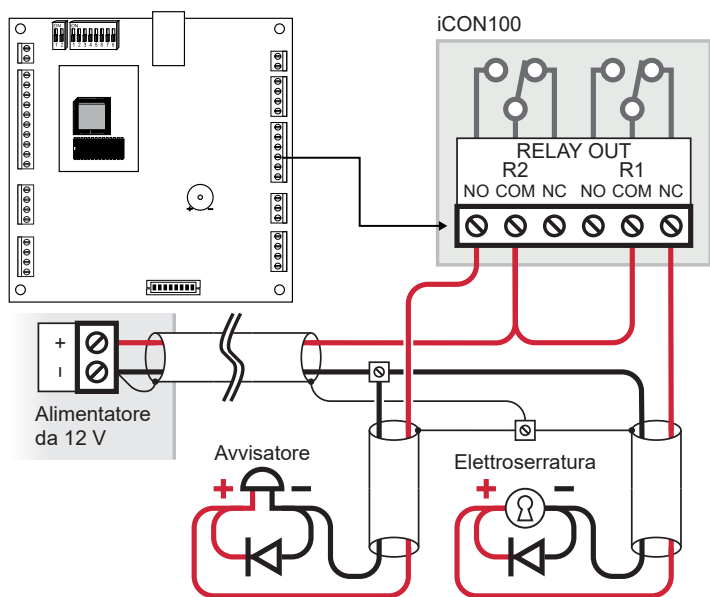 iCON100
ON
1 2
ON
1 2 3 4 5 6 7 8
+ -
RELAY OUT
R2 R1
NO COM NC NO COM NC
+
-
Alimentatore
da 12 V
Avvisatore
+ -
Elettroserratura
+ -